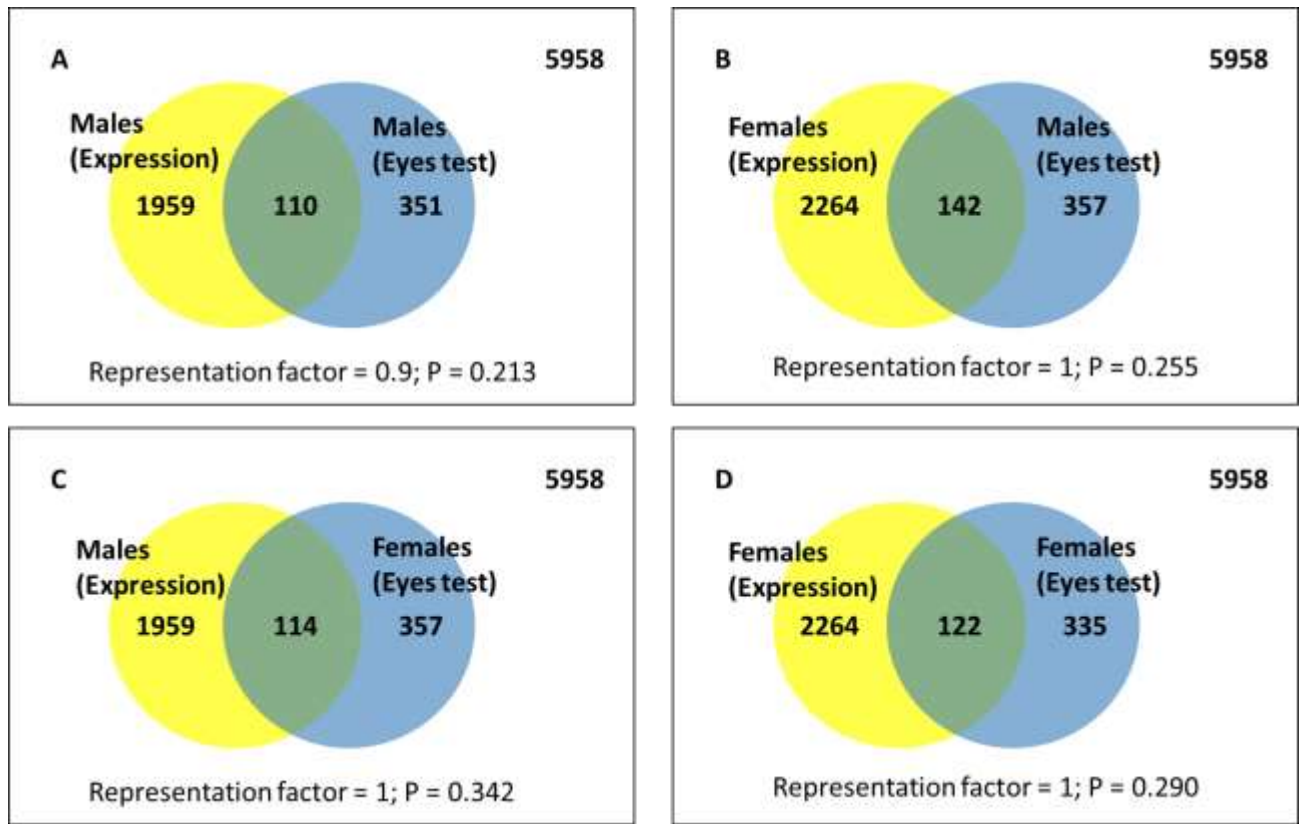 A 5958
Males
(Expression)
Males
(Eyes test)
1959 110 351
Representation factor = 0.9; P = 0.213
B 5958
Females
(Expression)
Males
(Eyes test)
2264 142 357
Representation factor = 1; P = 0.255
C 5958
Males
(Expression)
Females
(Eyes test)
1959 114 357
Representation factor = 1; P = 0.342
D 5958
Females
(Expression)
Females
(Eyes test)
2264 122 335
Representation factor = 1; P = 0.290